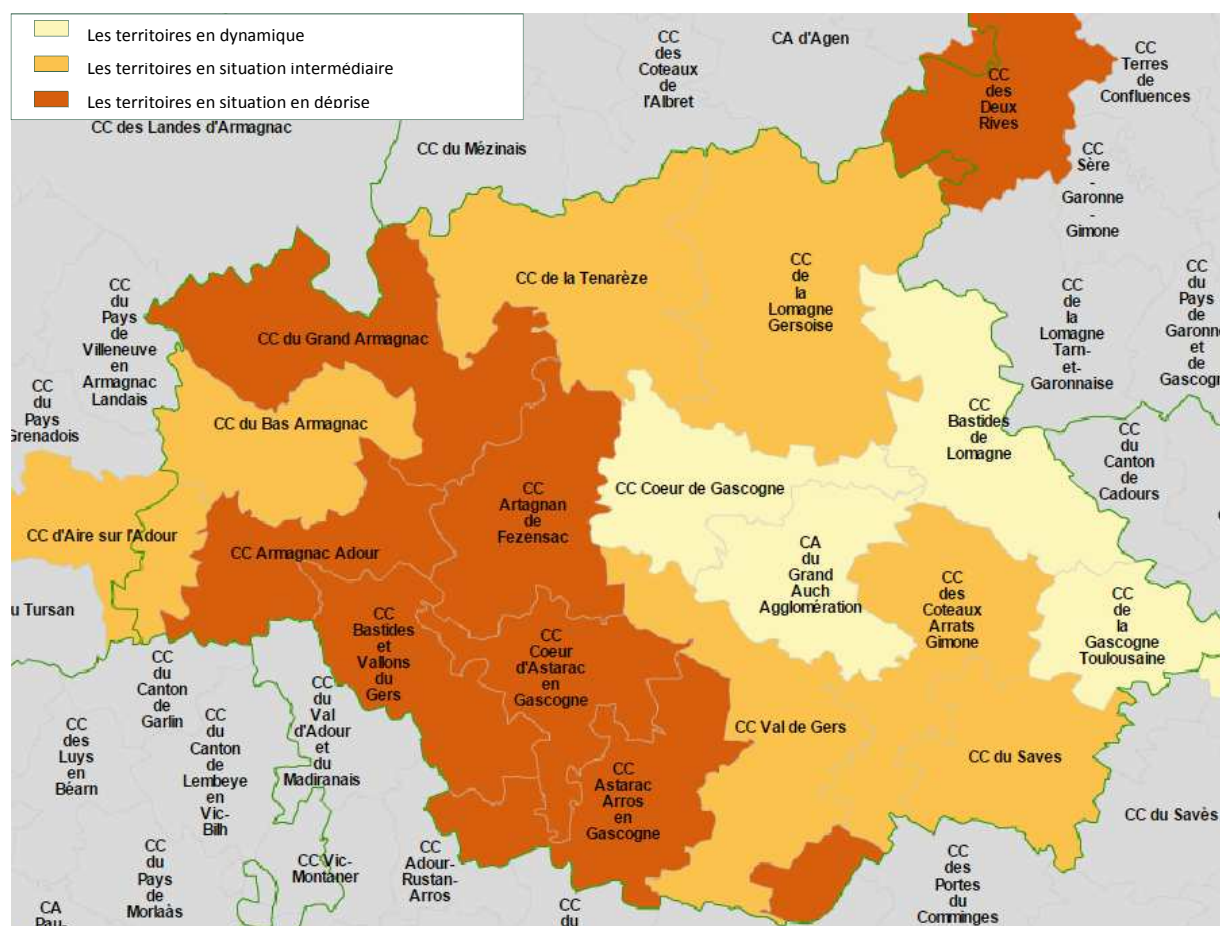 Les territoires en dynamique
Les territoires en situation intermédiaire
Les territoires en situation en déprise
CC des Landes d'Armagnac
CC du Mézinais
CC
des
Coteaux
de
l'Albret
CA d'Agen
CC
des
Deux
Rives
CC
Terres
de
Confluences
CC
Sère
-
Garonne
-
Gimone
CC
du
Pays
de
Villeneuve
en
Armagnac
Landais
CC du Grand Armagnac
CC de la Tenarèze
CC
de
la
Lomagne
Gersoise
CC
de
la
Lomagne
Tarn-
et-
Garonnaise
CC
du
Pays
de
Garonne
et
de
Gascogn
CC
du
Pays
Grenadois
CC du Bas Armagnac
CC
Bastides
de
Lomagne
CC
du
Canton
de
Cadours
CC d'Aire sur l'Adour
CC Armagnac Adour
CC
Artagnan
de
Fezensac
CC Coeur de Gascogne
CA
du
Grand
Auch
Agglomération
CC
des
Coteaux
Arrats
Gimone
CC
de
la
Gascogne
Toulousaine
u Tursan
CC
Bastides
et
Vallons
du
Gers
CC
Coeur
d'Astarac
en
Gascogne
CC
du
Canton
de
Garlin
CC
du
Val
d'Adour
et du
Madiranais
CC Val de Gers
CC du Saves
CC
des
Luys
en
Béarn
CC
du
Canton
de
Lembeye
en
Vic-
Bilh
CC
Astarac
Arros
en
Gascogne
CC du Savès
CC
du
Pays
de
Morlaàs
CC Vic-
Montaner
CC
Adour-
Rustan-
Arros
CC
des
Portes
du
Comminges
CA
Pau-
CC
du